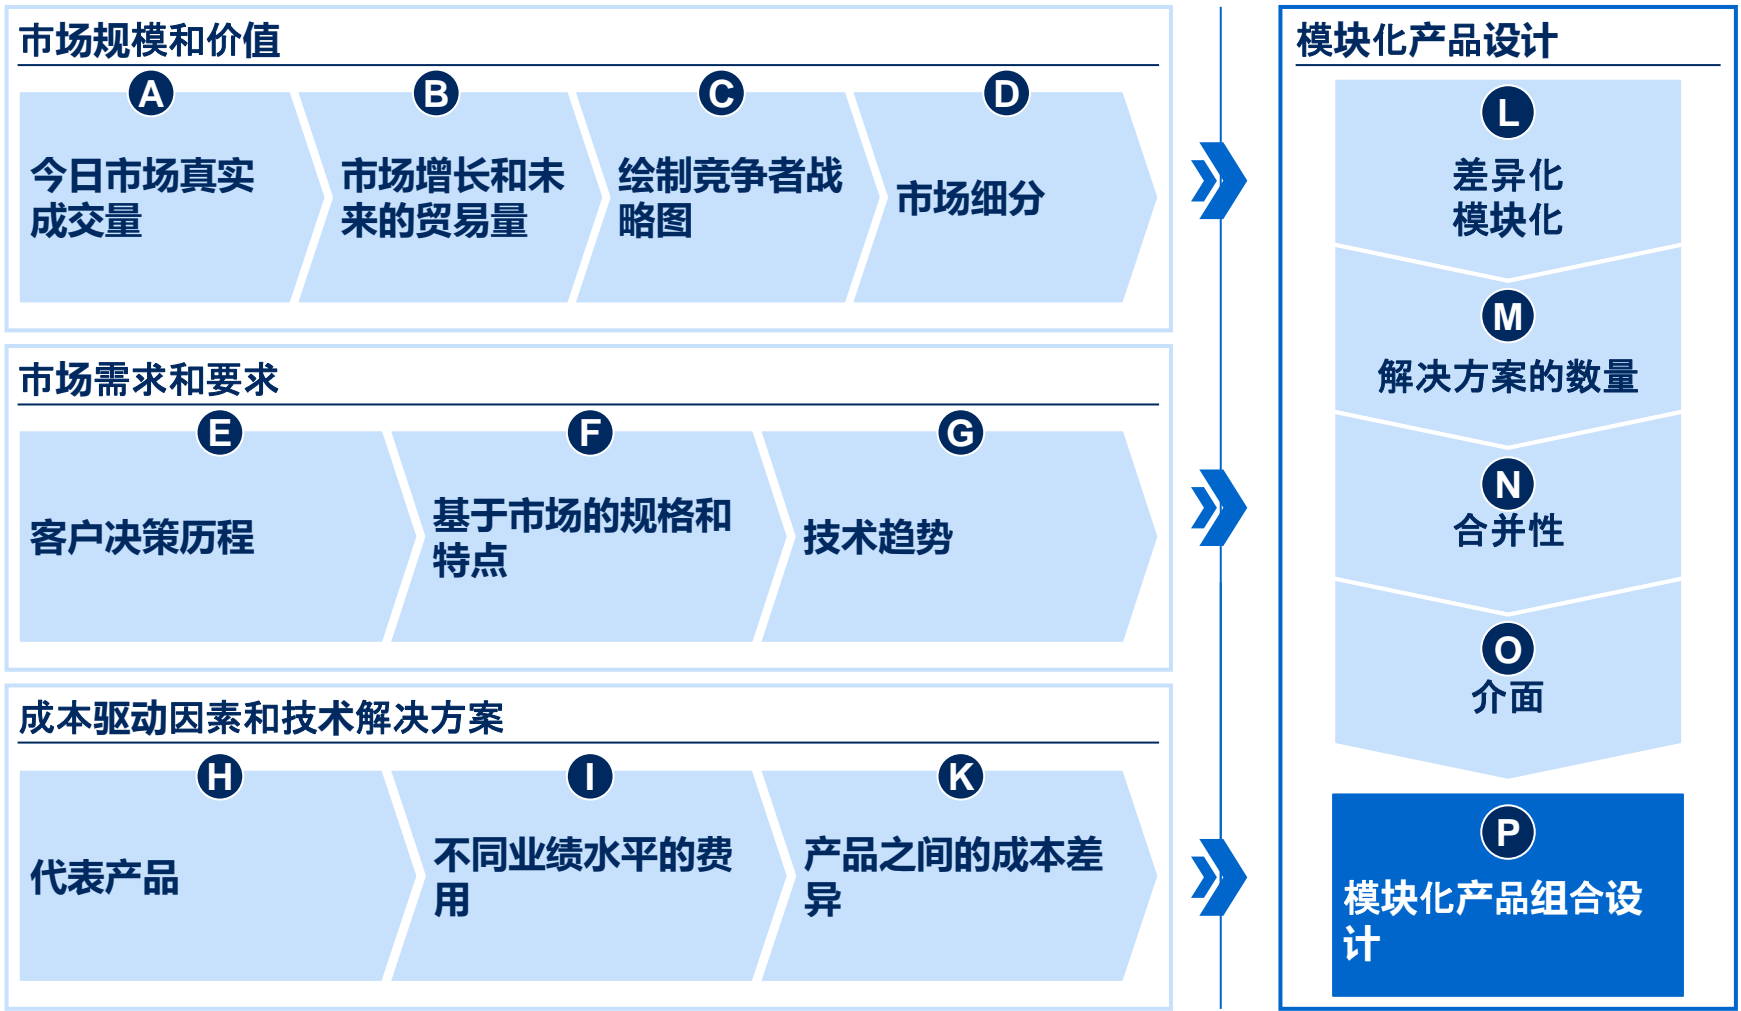 市场规模和价值
A
今日市场真实
成交量
B
市场增长和未
来的贸易量
C
绘制竞争者战
略图
D
市场细分
市场需求和要求
E
客户决策历程
F
基于市场的规格和
特点
G
技术趋势
成本驱动因素和技术解决方案
H
代表产品
I
不同业绩水平的费
用
K
产品之间的成本差
异
模块化产品设计
L
差异化
模块化
M
解决方案的数量
N
合并性
O
介面
P
模块化产品组合设
计